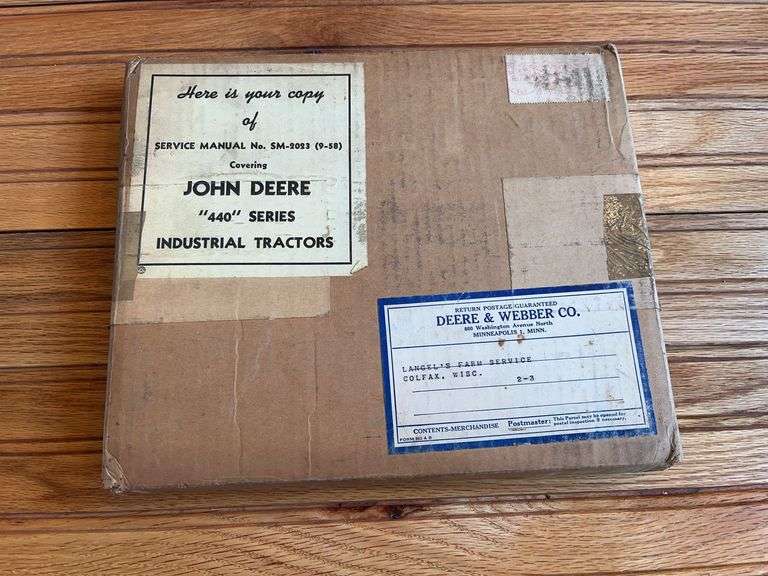 Here is your copy
of
SERVICE MANUAL No. SM-2023 (9-58)
Covering
JOHN DEERE
"440" SERIES
INDUSTRIAL TRACTORS
RETURN POSTAGE GUARANTEED
DEERE & WEBBER CO.
800 Washington Avenue North
MINNEAPOLIS 1, MINN.
LANGEL'S FARM SERVICE
COLFAX, WISC.
2-3
CONTENTS-MERCHANDISE
Postmaster: This Parcel may be opened for
postal inspection if necessary.